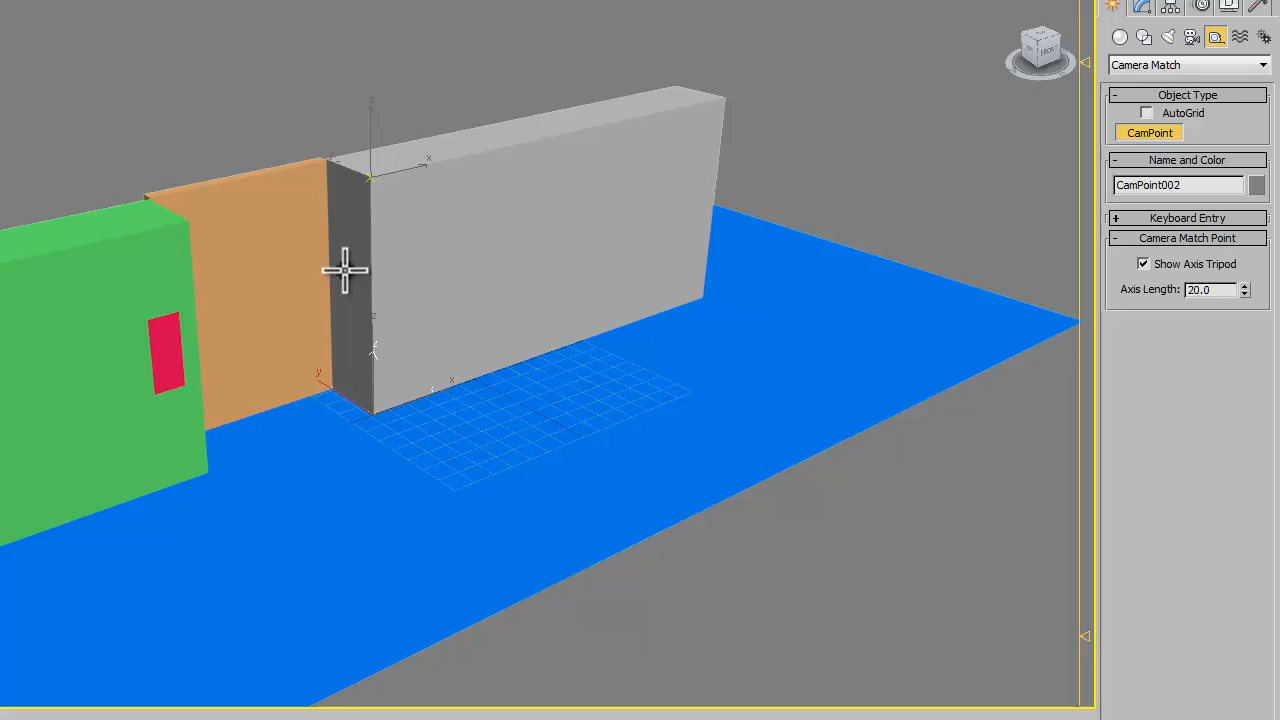 FRONT
Camera Match
- Object Type
AutoGrid
CamPoint
- Name and Color
CamPoint002
+ Keyboard Entry
- Camera Match Point
Show Axis Tripod
Axis Length: 20.0
z
x
z
x
y